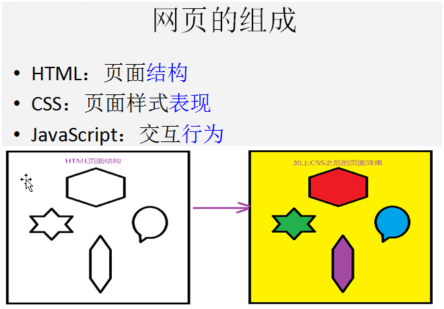 网页的组成
• HTML：页面结构
• CSS：页面样式表现
• JavaScript：交互行为
HTML页面结构
加上CSS之后的页面效果